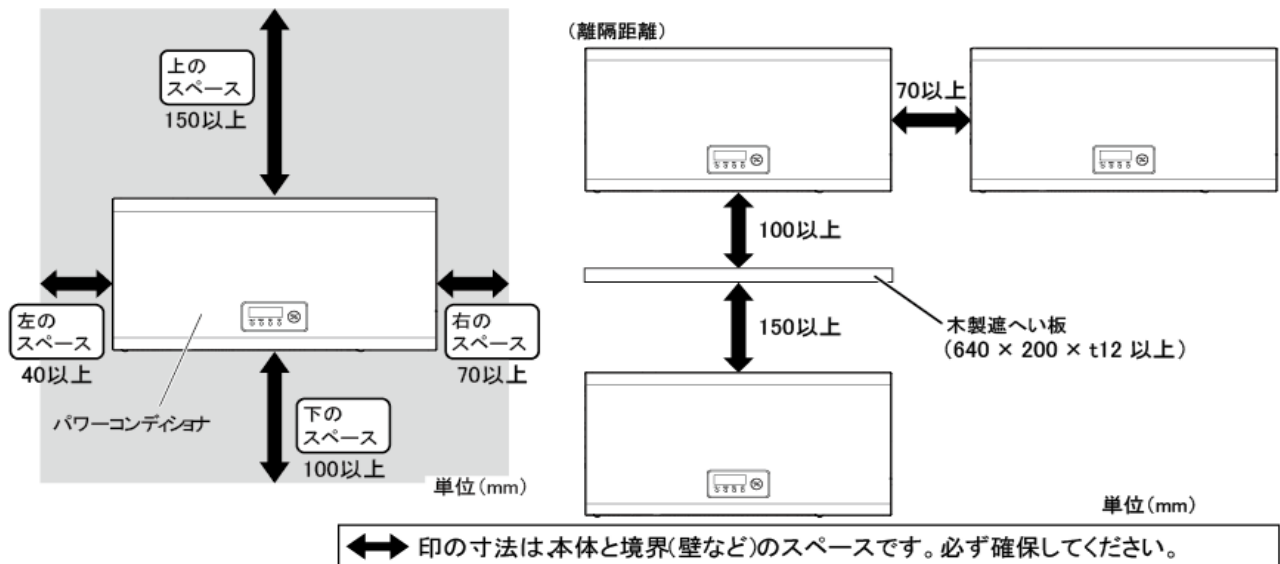 上の
スペース
150以上
左の
スペース
40以上
右の
スペース
70以上
パワーコンディショナ
下の
スペース
100以上
単位(mm)
(離隔距離)
70以上
100以上
150以上
木製遮へい板
(640 × 200 × t12 以上)
単位(mm)
印の寸法は本体と境界(壁など)のスペースです。必ず確保してください。